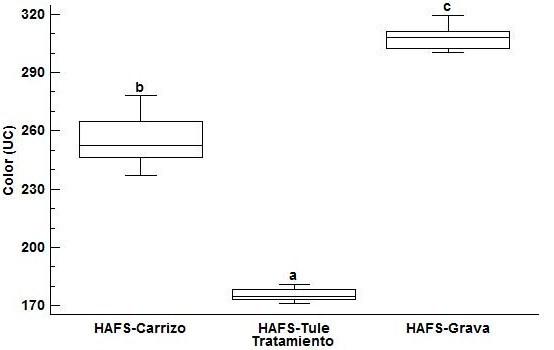 320
290
260
230
200
170
Color (UC)
b
a
c
HAFS-Carrizo
HAFS-Tule
HAFS-Grava
Tratamiento